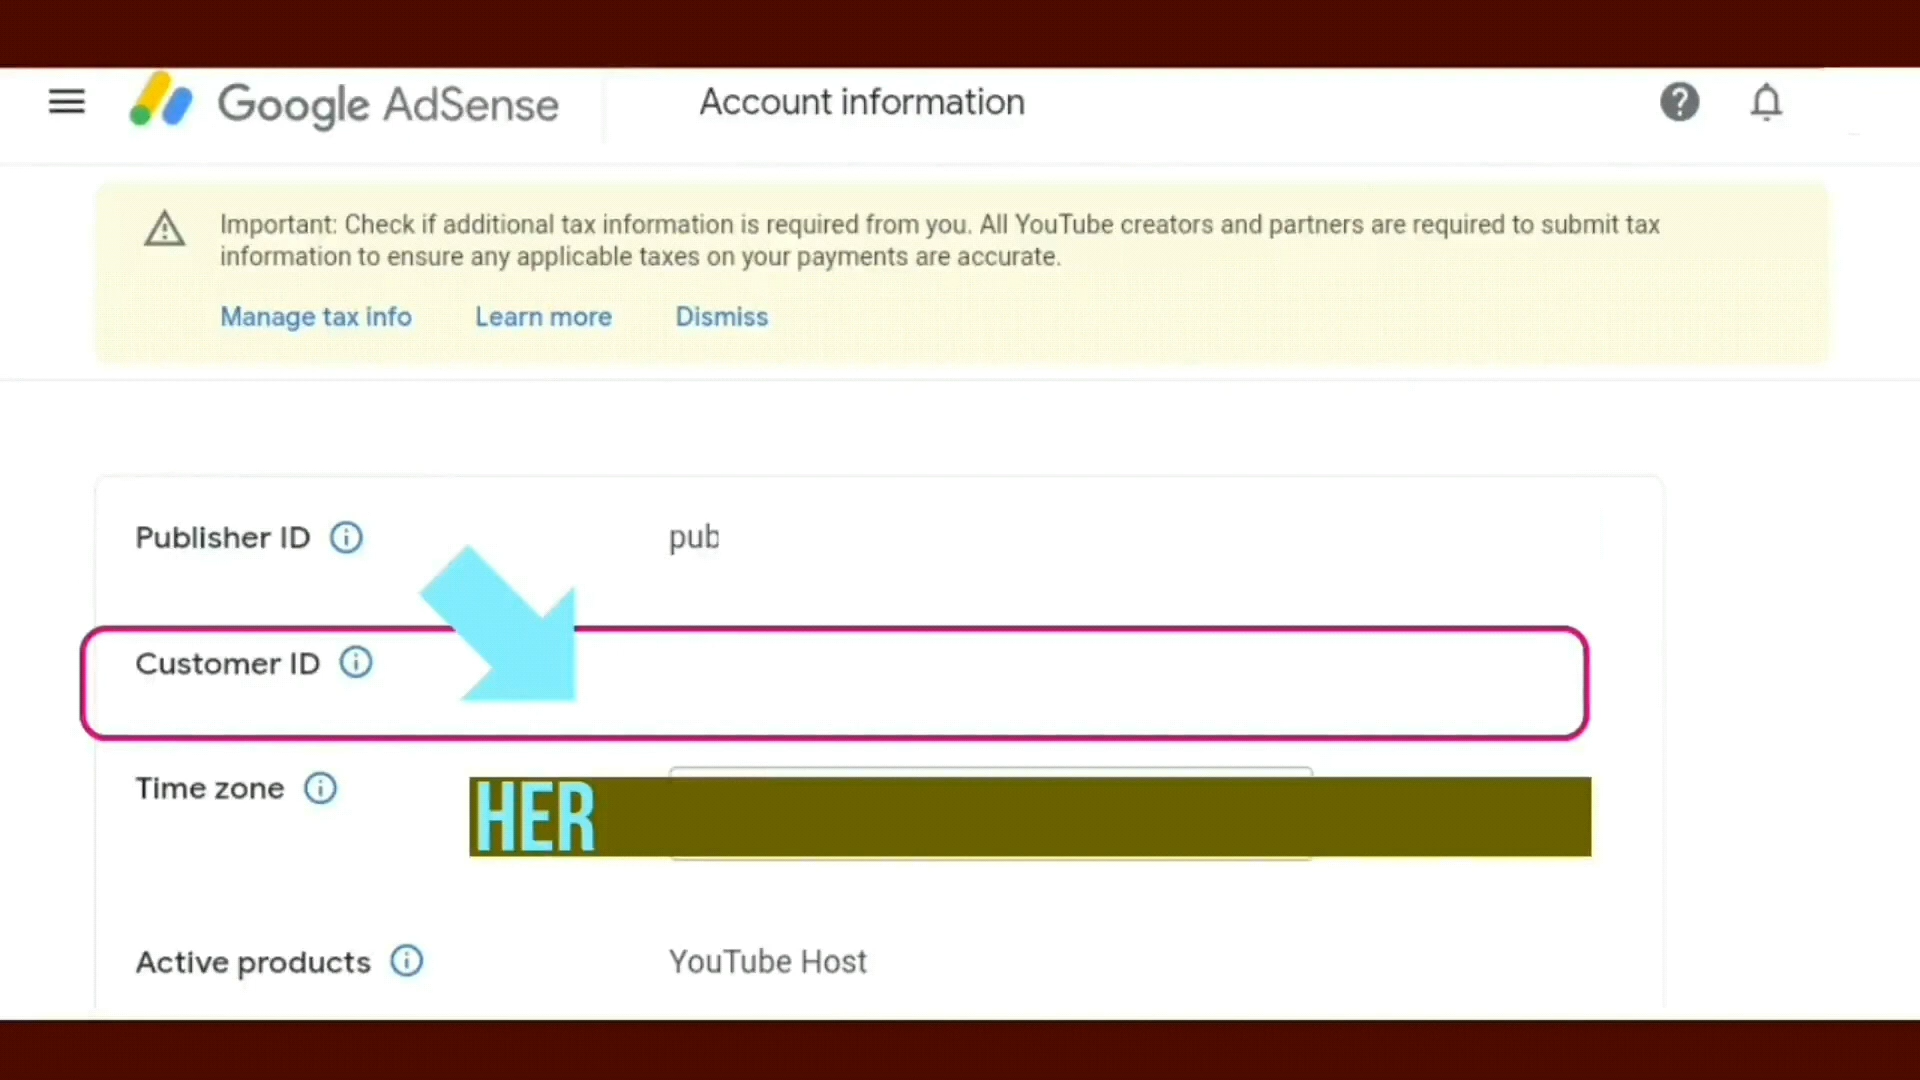 Google AdSense
Account information
Important: Check if additional tax information is required from you. All YouTube creators and partners are required to submit tax
information to ensure any applicable taxes on your payments are accurate.
Manage tax info Learn more Dismiss
Publisher ID pub
Customer ID
Time zone
HER
Active products YouTube Host